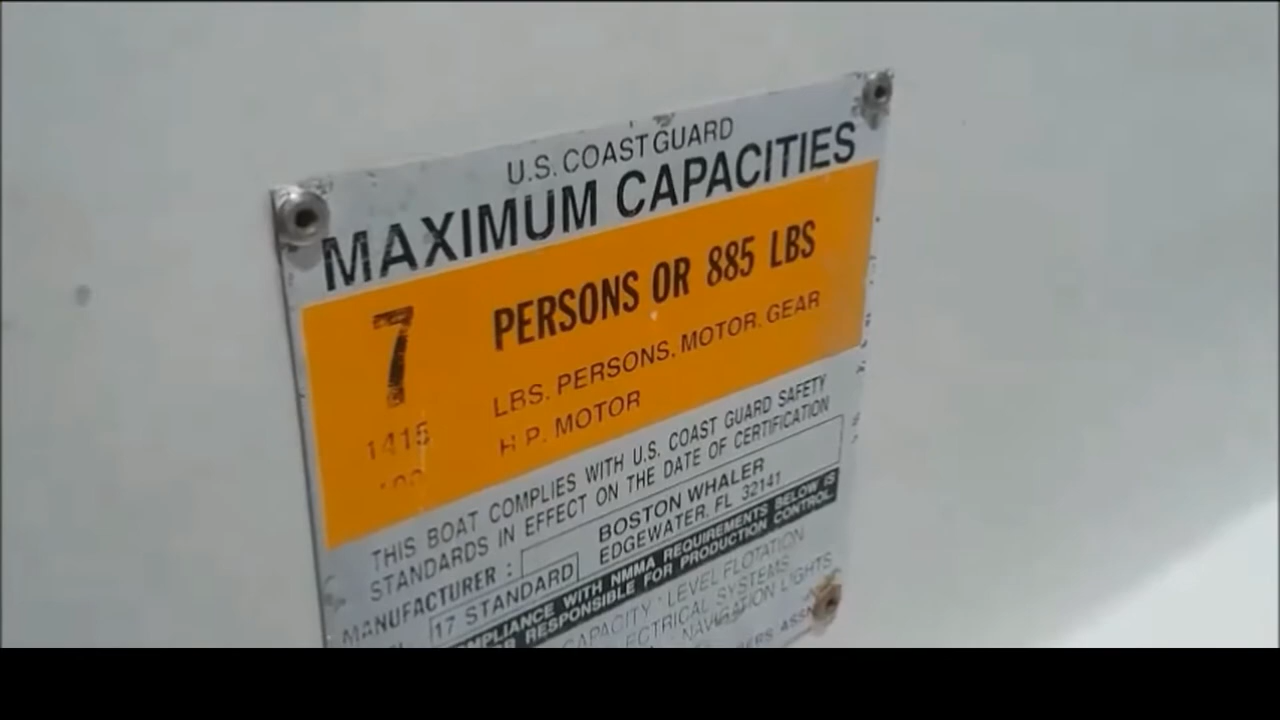 U.S. COAST GUARD
MAXIMUM CAPACITIES
7 PERSONS OR 885 LBS
1415 LBS. PERSONS, MOTOR, GEAR
H.P. MOTOR
THIS BOAT COMPLIES WITH U.S. COAST GUARD SAFETY
STANDARDS IN EFFECT ON THE DATE OF CERTIFICATION
MANUFACTURER : BOSTON WHALER
EDGEWATER, FL 32141
17 STANDARD
WITH NMMA REQUIREMENTS BELOW IS
RESPONSIBLE FOR PRODUCTION CONTROL.
CAPACITY · LEVEL FLOTATION
SYSTEMS
NAVIGATION LIGHTS